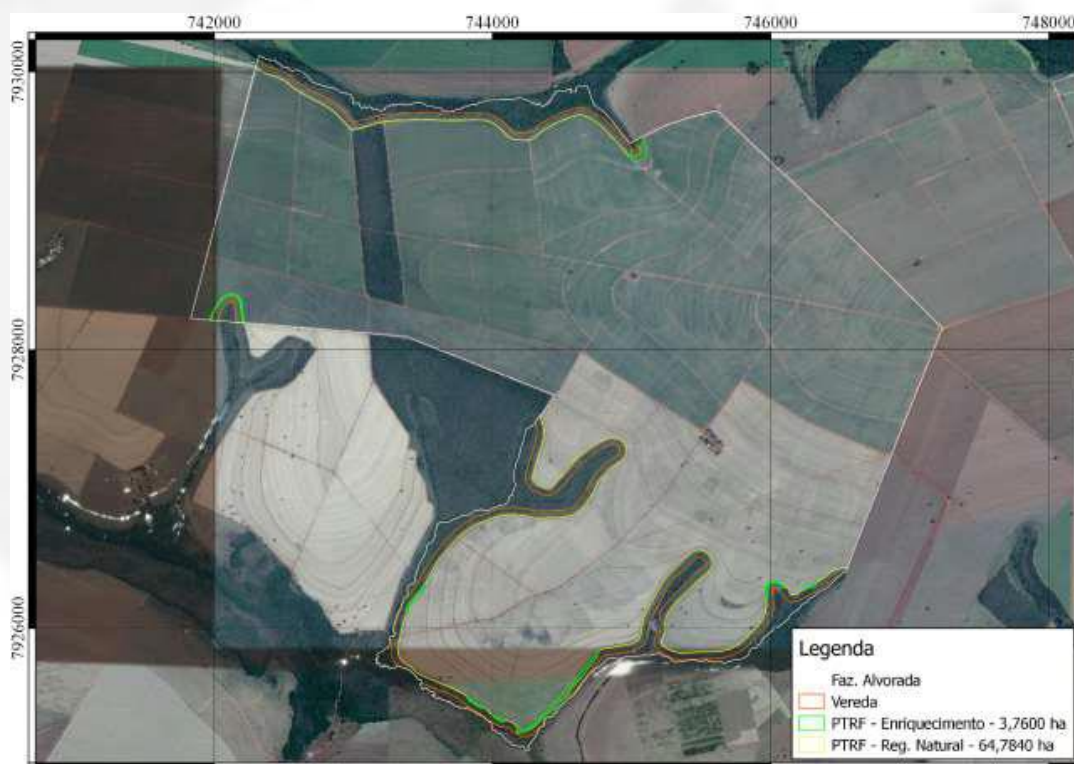 742000
744000
746000
748000
7930000
7928000
7926000
Legenda
Faz. Alvorada
Vereda
PTRF - Enriquecimento - 3,7600 ha
PTRF - Reg. Natural - 64,7840 ha